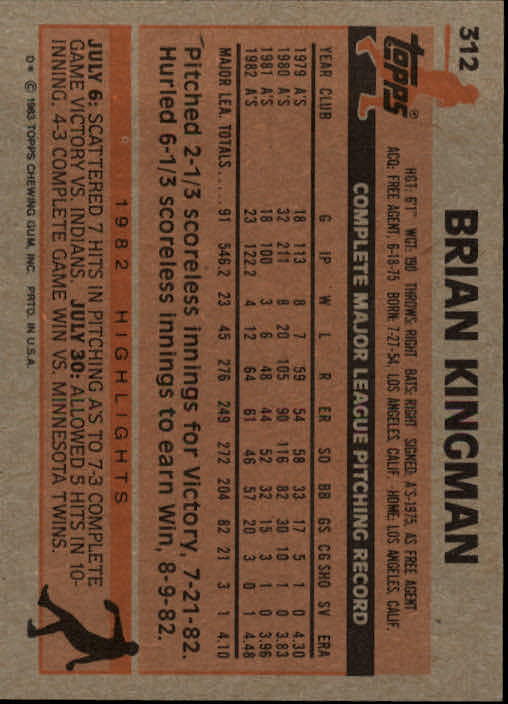 312
topps®
BRIAN KINGMAN
HGT: 6'1" WGT: 190 THROWS: RIGHT BATS: RIGHT SIGNED: A'S-1975, AS FREE AGENT
ACQ: FREE AGENT, 6-18-75 BORN: 7-27-54, LOS ANGELES, CALIF. HOME: LOS ANGELES, CALIF.
COMPLETE MAJOR LEAGUE PITCHING RECORD
YEAR CLUB G IP W L R ER SO BB GS CG SHO SV ERA
1979 A'S 18 113 8 7 59 54 58 33 17 5 1 0 4.30
1980 A'S 32 211 8 20 105 90 116 82 30 10 1 0 3.83
1981 A'S 18 100 3 6 48 44 52 32 15 3 1 0 3.96
1982 A'S 23 122.2 4 12 64 61 46 57 20 3 0 1 4.48
MAJOR LEA. TOTALS..... 91 546.2 23 45 276 249 272 204 82 21 3 1 4.10
Pitched 2-1/3 scoreless innings for Victory, 7-21-82.
Hurled 6-1/3 scoreless innings to earn Win, 8-9-82.
1982 HIGHLIGHTS
JULY 6: SCATTERED 7 HITS IN PITCHING A'S TO 7-3 COMPLETE
GAME VICTORY VS. INDIANS. JULY 30: ALLOWED 5 HITS IN 10-
INNING, 4-3 COMPLETE GAME WIN VS. MINNESOTA TWINS.
D* © 1983 TOPPS CHEWING GUM, INC. PRTD. IN U.S.A.